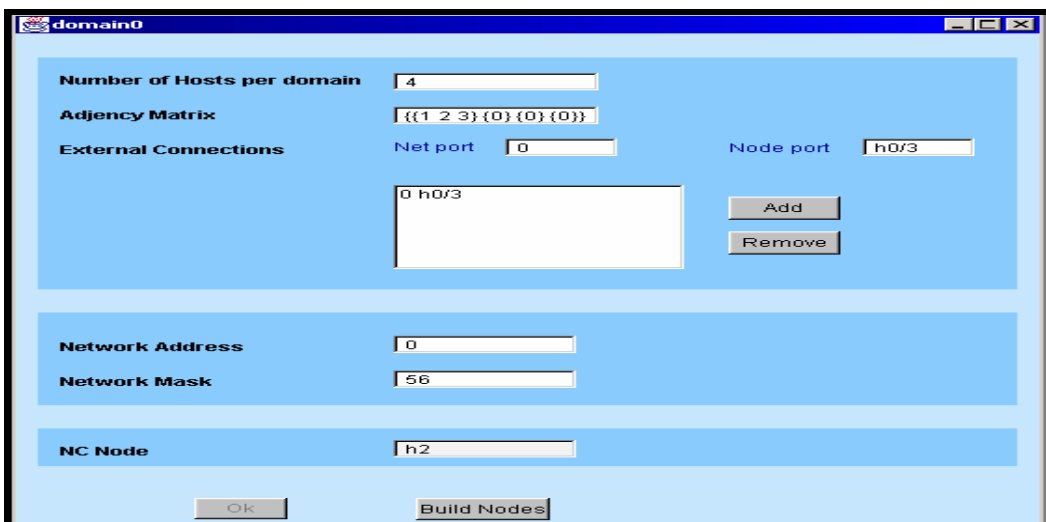 domain0
Number of Hosts per domain 4
Adjency Matrix {{1 2 3}{0}{0}{0}}
External Connections Net port 0 Node port h0/3
0 h0/3
Add
Remove
Network Address 0
Network Mask 56
NC Node h2
Ok Build Nodes